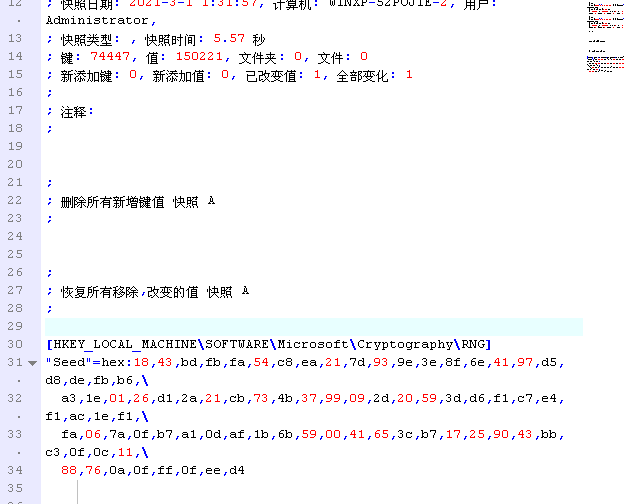 12 ; 快照日期: 2021-3-1 1:31:57, 计算机: WINXP-52POJIE-2, 用户:
Administrator,
13 ; 快照类型: , 快照时间: 5.57 秒
14 ; 键: 74447, 值: 150221, 文件夹: 0, 文件: 0
15 ; 新添加键: 0, 新添加值: 0, 已改变值: 1, 全部变化: 1
16 ;
17 ; 注释:
18 ;
19
20
21 ;
22 ; 删除所有新增键值 快照 A
23 ;
24
25
26 ;
27 ; 恢复所有移除,改变的值 快照 A
28 ;
29
30 [HKEY_LOCAL_MACHINE\SOFTWARE\Microsoft\Cryptography\RNG]
31 "Seed"=hex:18,43,bd,fb,fa,54,c8,ea,21,7d,93,9e,3e,8f,6e,41,97,d5,
d8,de,fb,b6,\
32 a3,1e,01,26,d1,2a,21,cb,73,4b,37,99,09,2d,20,59,3d,d6,f1,c7,e4,
f1,ac,1e,f1,\
33 fa,06,7a,0f,b7,a1,0d,af,1b,6b,59,00,41,65,3c,b7,17,25,90,43,bb,
c3,0f,0c,11,\
34 88,76,0a,0f,ff,0f,ee,d4
35
36